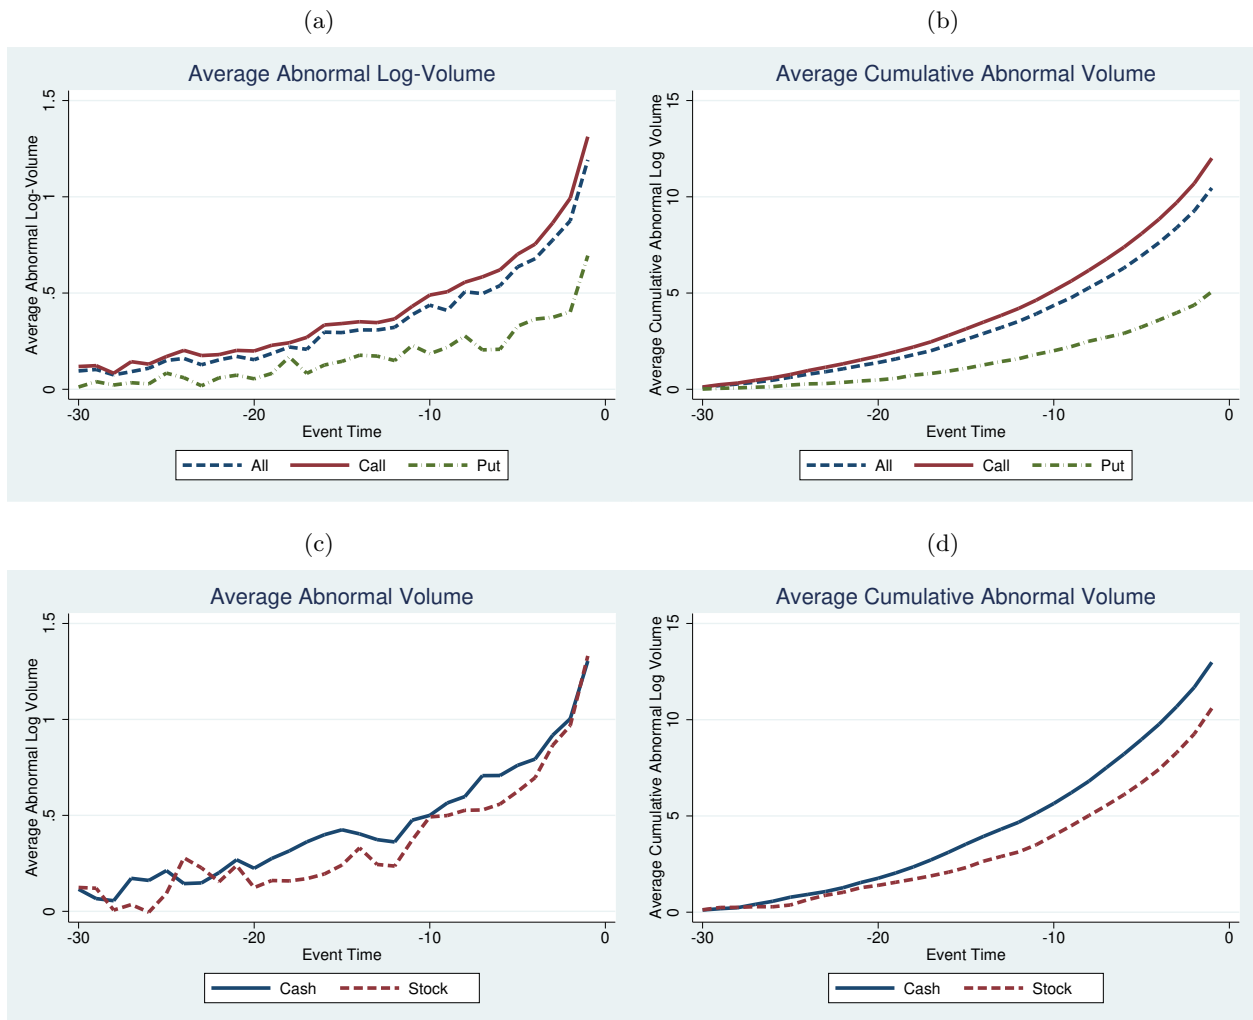 (a)
Average Abnormal Log-Volume
Average Abnormal Log-Volume
1.5
1
.5
0
-30
-20
-10
0
Event Time
All
Call
Put
(b)
Average Cumulative Abnormal Volume
Average Cumulative Abnormal Log Volume
15
10
5
0
-30
-20
-10
0
Event Time
All
Call
Put
(c)
Average Abnormal Volume
Average Abnormal Log Volume
1.5
1
.5
0
-30
-20
-10
0
Event Time
Cash
Stock
(d)
Average Cumulative Abnormal Volume
Average Cumulative Abnormal Log Volume
15
10
5
0
-30
-20
-10
0
Event Time
Cash
Stock